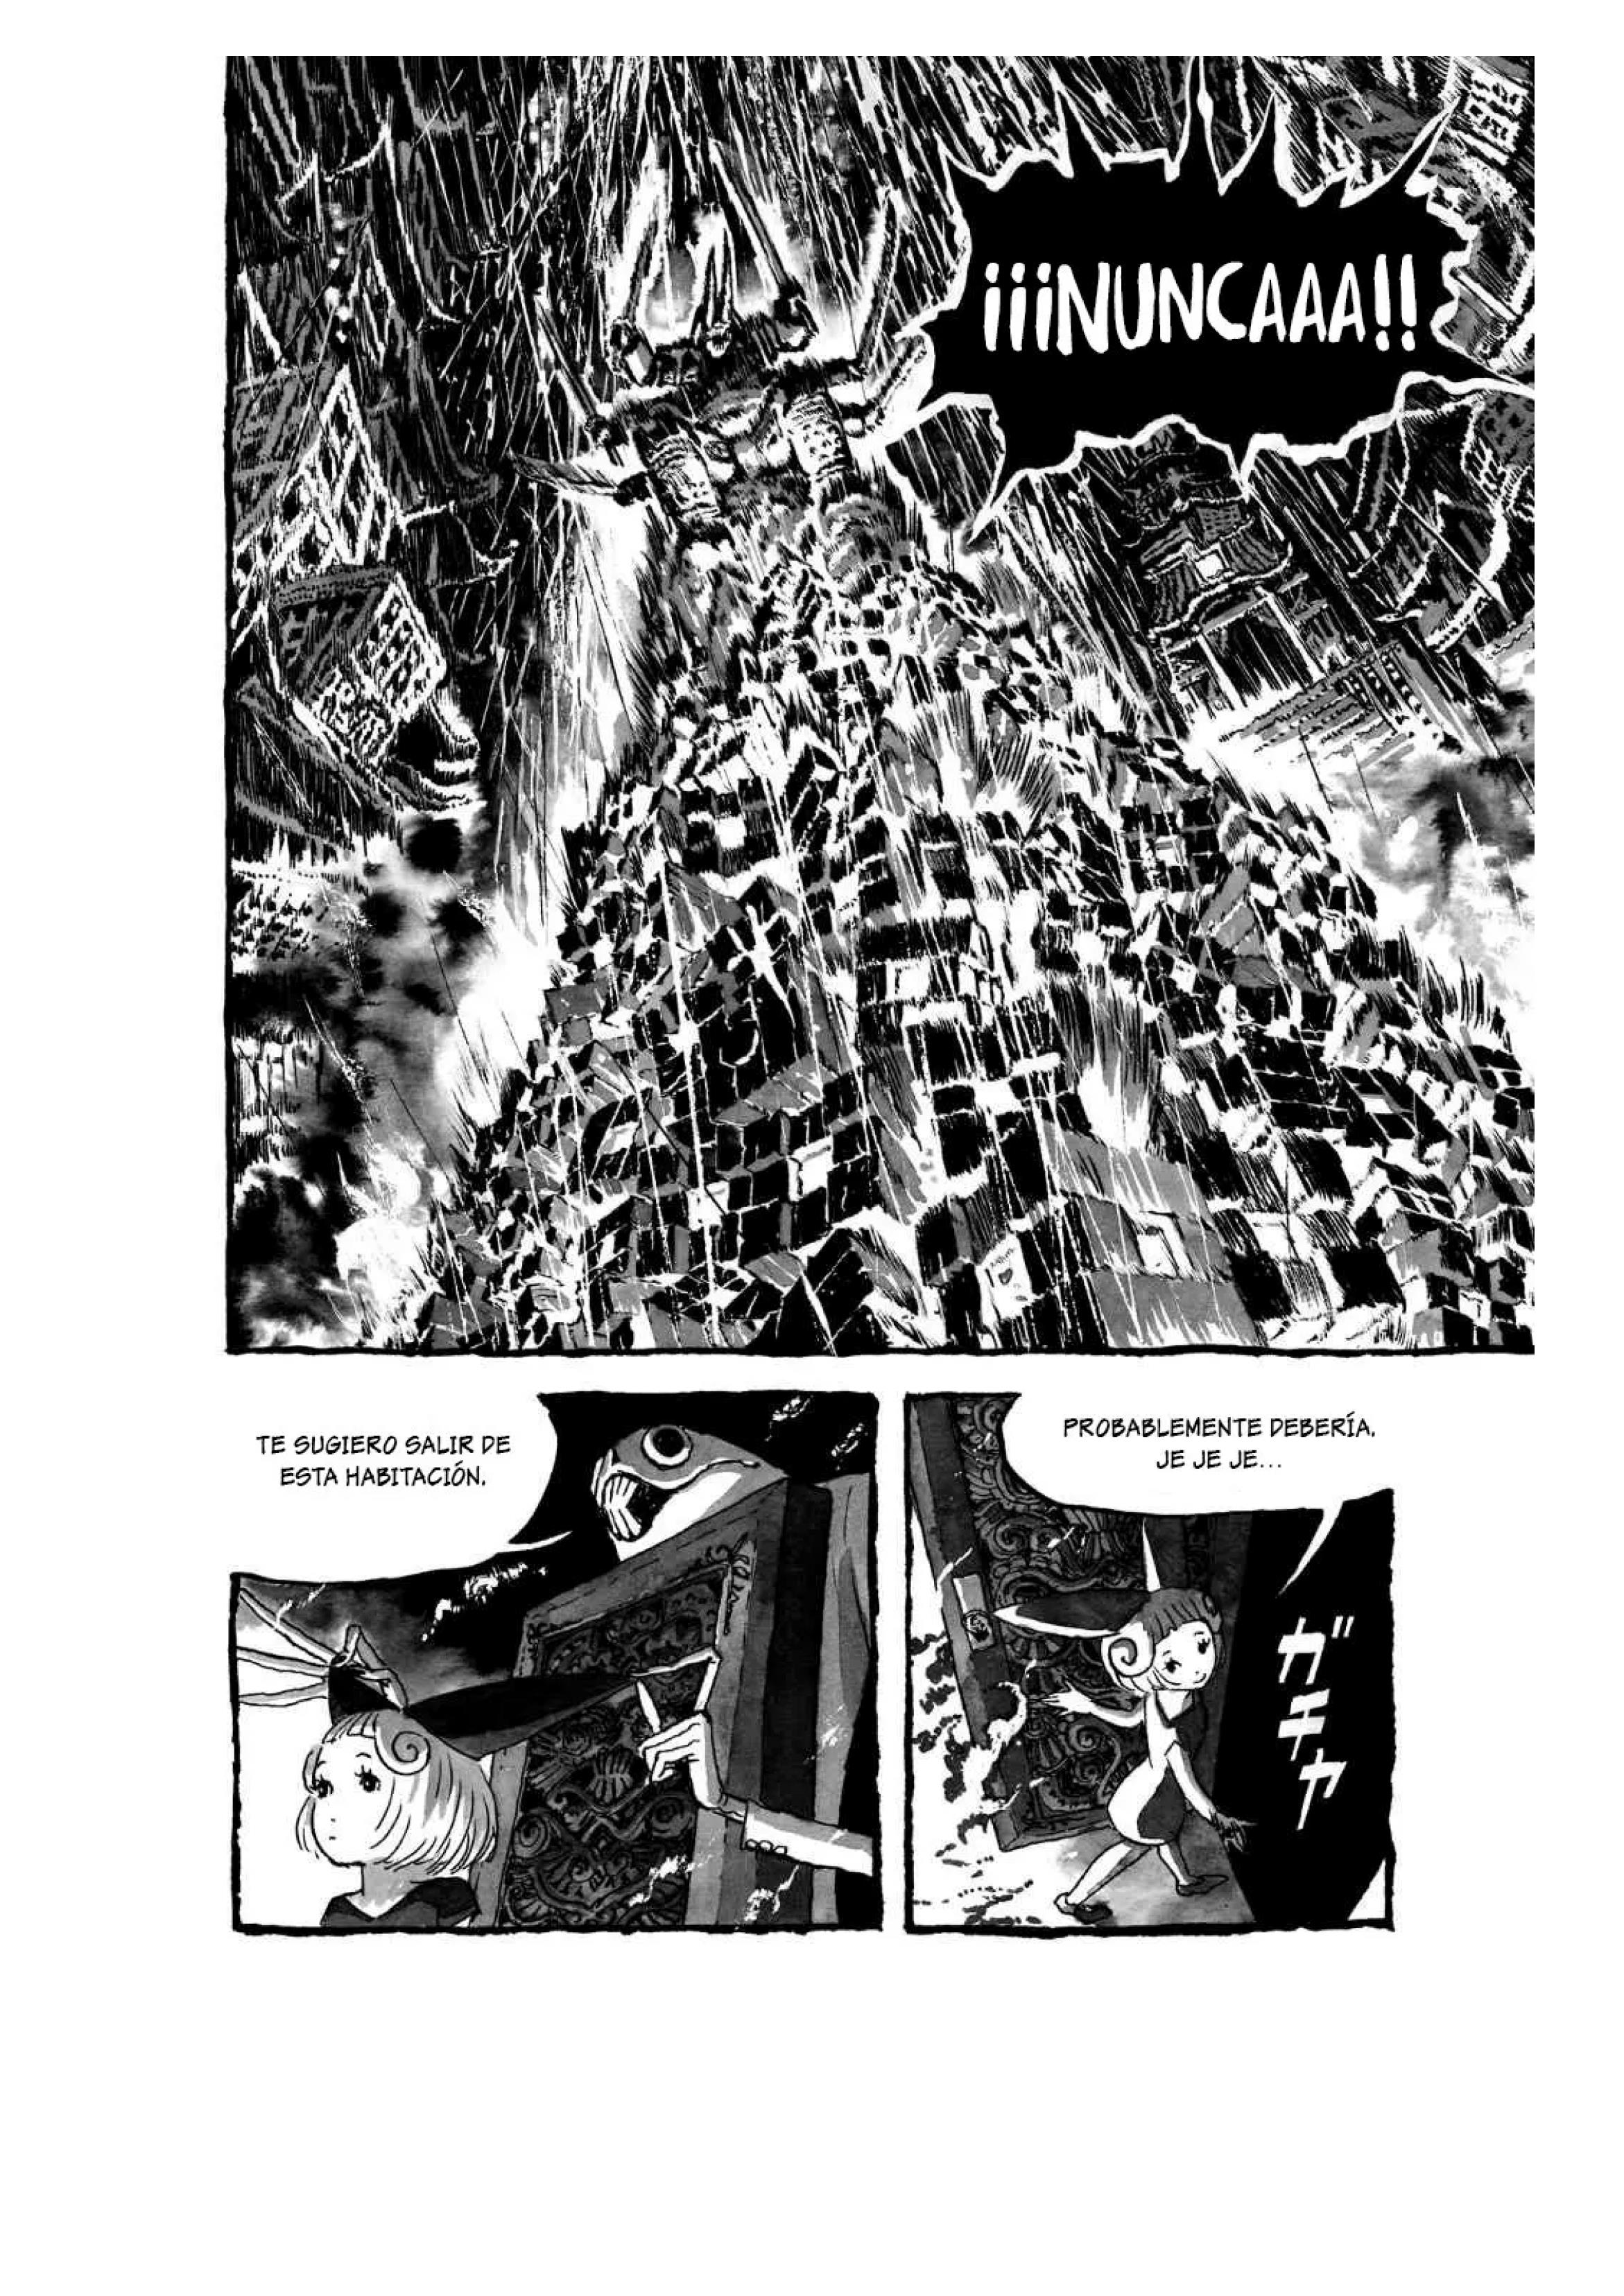 ¡¡¡NUNCAAA!!
TE SUGIERO SALIR DE
ESTA HABITACIÓN.
PROBABLEMENTE DEBERÍA.
JE JE JE...
ガチャ